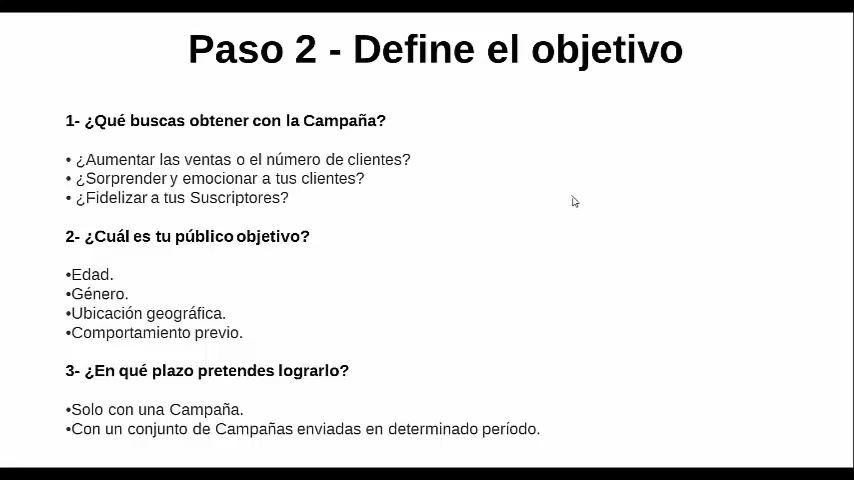 Paso 2 - Define el objetivo
1- ¿Qué buscas obtener con la Campaña?
• ¿Aumentar las ventas o el número de clientes?
• ¿Sorprender y emocionar a tus clientes?
• ¿Fidelizar a tus Suscriptores?
2- ¿Cuál es tu público objetivo?
•Edad.
•Género.
•Ubicación geográfica.
•Comportamiento previo.
3- ¿En qué plazo pretendes lograrlo?
•Solo con una Campaña.
•Con un conjunto de Campañas enviadas en determinado período.